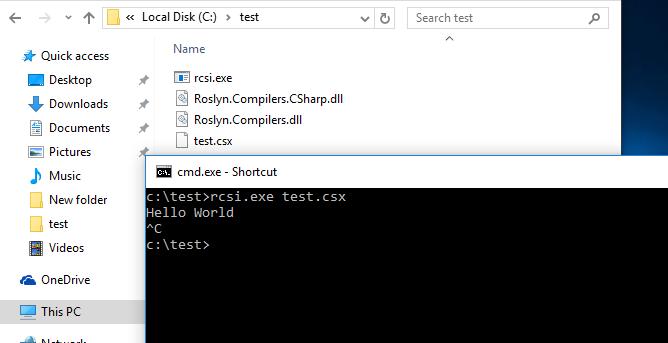 « Local Disk (C:) › test
Search test
Name
Quick access
Desktop
Downloads
Documents
Pictures
Music
New folder
test
Videos
OneDrive
This PC
Network
rcsi.exe
Roslyn.Compilers.CSharp.dll
Roslyn.Compilers.dll
test.csx
cmd.exe - Shortcut
c:\test>rcsi.exe test.csx
Hello World
^C
c:\test>